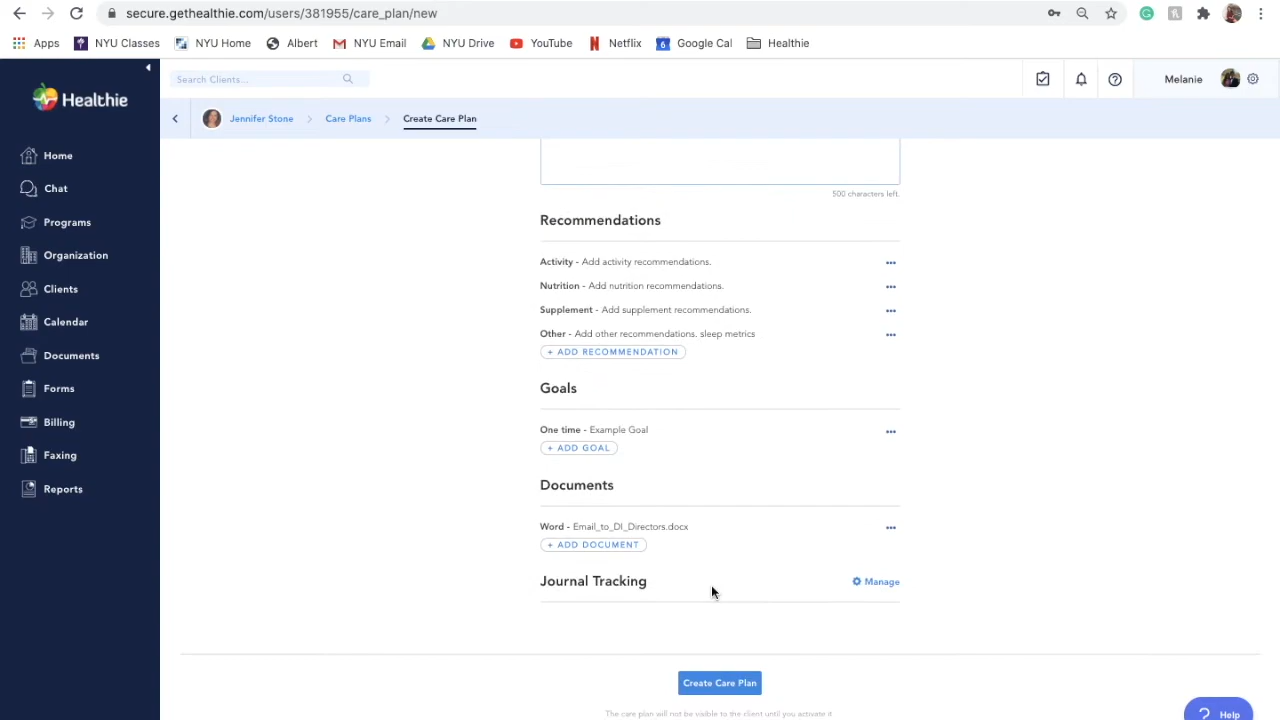 secure.gethealthie.com/users/381955/care_plan/new
Apps NYU Classes NYU Home Albert NYU Email NYU Drive YouTube Netflix 6 Google Cal Healthie
Healthie
Search Clients...
Melanie
Jennifer Stone > Care Plans > Create Care Plan
Home
Chat
Programs
Organization
Clients
Calendar
Documents
Forms
Billing
Faxing
Reports
500 characters left.
Recommendations
Activity - Add activity recommendations.
Nutrition - Add nutrition recommendations.
Supplement - Add supplement recommendations.
Other - Add other recommendations. sleep metrics
+ ADD RECOMMENDATION
Goals
One time - Example Goal
+ ADD GOAL
Documents
Word - Email_to_DI_Directors.docx
+ ADD DOCUMENT
Journal Tracking Manage
Create Care Plan
The care plan will not be visible to the client until you activate it
? Help